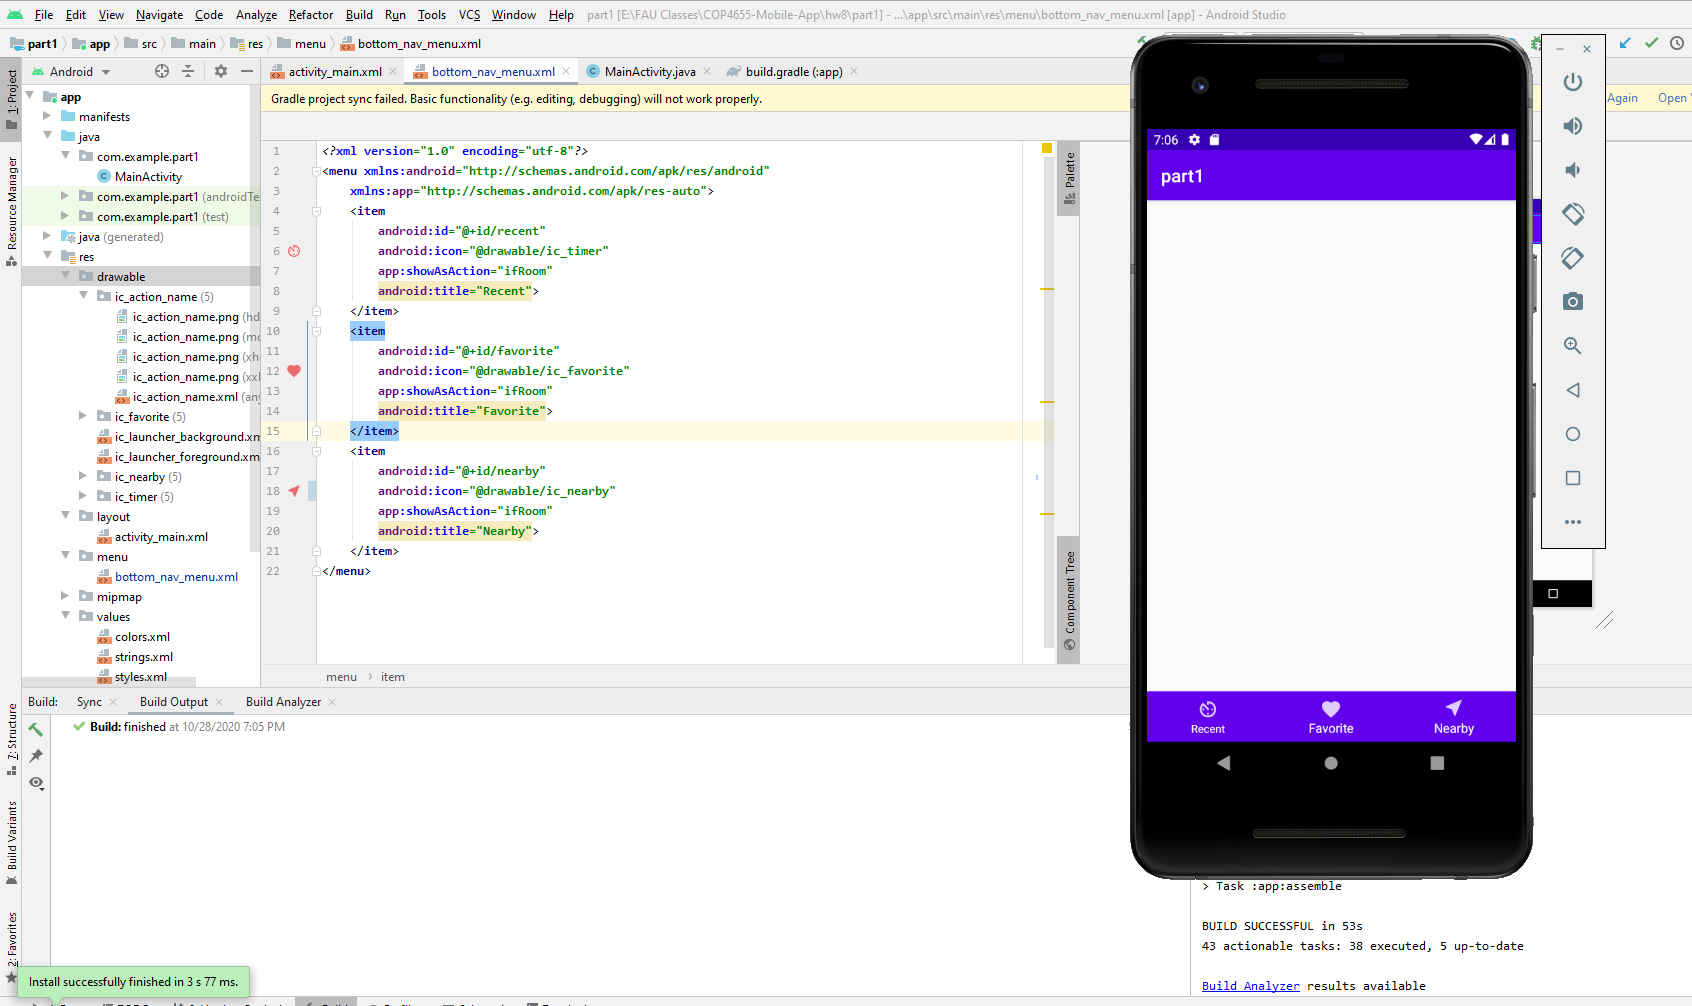 File Edit View Navigate Code Analyze Refactor Build Run Tools VCS Window Help part1 [E:\FAU Classes\COP4655-Mobile-App\hw8\part1] - ...\app\src\main\res\menu\bottom_nav_menu.xml [app] - Android Studio
part1 app src main res menu bottom_nav_menu.xml
Android
activity_main.xml bottom_nav_menu.xml MainActivity.java build.gradle (:app)
Gradle project sync failed. Basic functionality (e.g. editing, debugging) will not work properly.
Again Open
1: Project
Resource Manager
7: Structure
Build Variants
2: Favorites
app
manifests
java
com.example.part1
MainActivity
com.example.part1 (androidTe
com.example.part1 (test)
java (generated)
res
drawable
ic_action_name (5)
ic_action_name.png (hd
ic_action_name.png (mc
ic_action_name.png (xh
ic_action_name.png (xx
ic_action_name.xml (an
ic_favorite (5)
ic_launcher_background.xm
ic_launcher_foreground.xm
ic_nearby (5)
ic_timer (5)
layout
activity_main.xml
menu
bottom_nav_menu.xml
mipmap
values
colors.xml
strings.xml
styles.xml
1 <?xml version="1.0" encoding="utf-8"?>
2 <menu xmlns:android="http://schemas.android.com/apk/res/android"
3 xmlns:app="http://schemas.android.com/apk/res-auto">
4 <item
5 android:id="@+id/recent"
6 android:icon="@drawable/ic_timer"
7 app:showAsAction="ifRoom"
8 android:title="Recent">
9 </item>
10 <item
11 android:id="@+id/favorite"
12 android:icon="@drawable/ic_favorite"
13 app:showAsAction="ifRoom"
14 android:title="Favorite">
15 </item>
16 <item
17 android:id="@+id/nearby"
18 android:icon="@drawable/ic_nearby"
19 app:showAsAction="ifRoom"
20 android:title="Nearby">
21 </item>
22 </menu>
menu item
Palette
Component Tree
7:06
part1
Recent Favorite Nearby
Build: Sync Build Output Build Analyzer
Build: finished at 10/28/2020 7:05 PM
> Task :app:assemble
BUILD SUCCESSFUL in 53s
43 actionable tasks: 38 executed, 5 up-to-date
Build Analyzer results available
Install successfully finished in 3 s 77 ms.